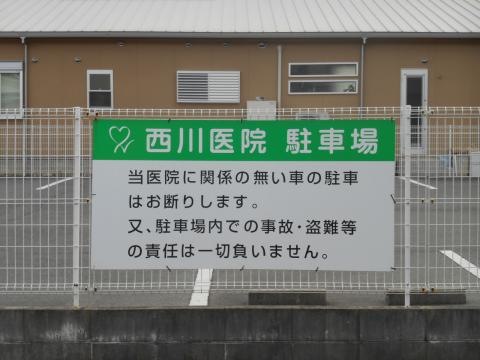 西川医院 駐車場
当医院に関係の無い車の駐車
はお断りします。
又、駐車場内での事故・盗難等
の責任は一切負いません。